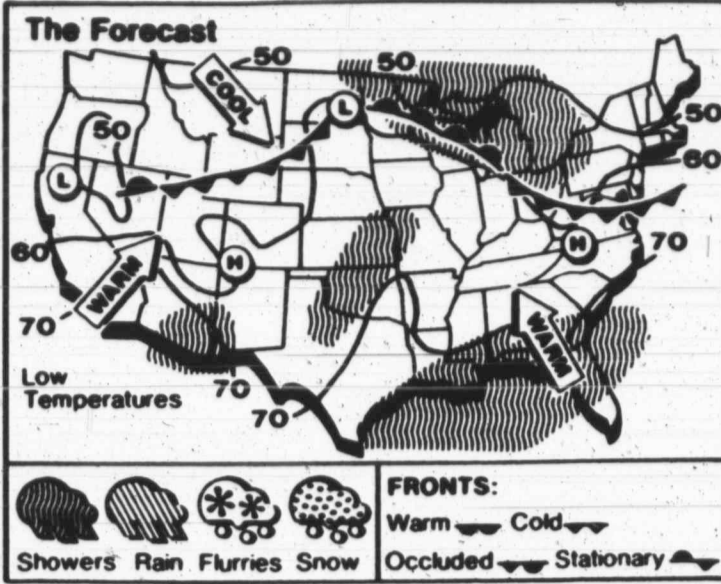 The Forecast
50
50
COOL
L
50
50
L
60
H
H
60
70
WARM
WARM
70
Low
Temperatures
70
70
Showers Rain Flurries Snow
FRONTS:
Warm Cold
Occluded Stationary